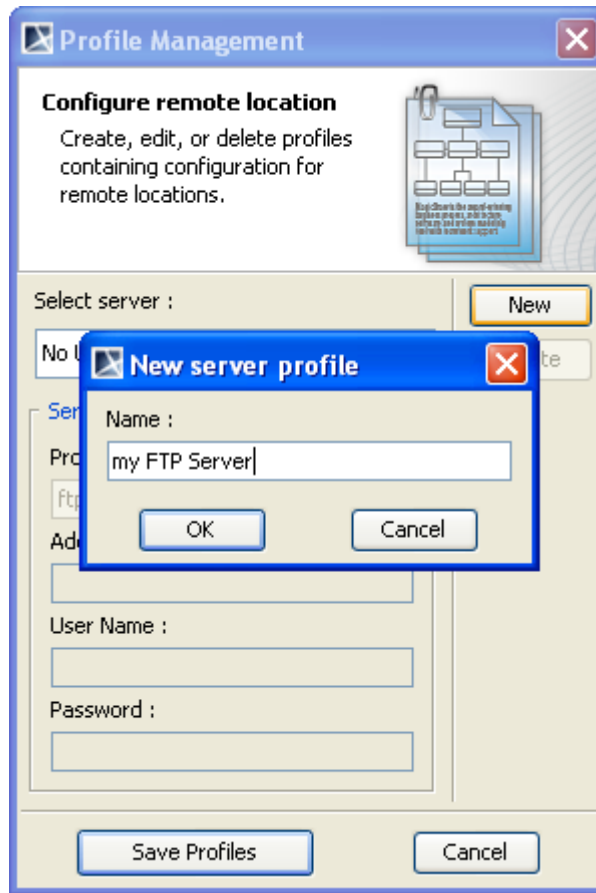 Profile Management
Configure remote location
Create, edit, or delete profiles
containing configuration for
remote locations.
Select server :
New
No
New server profile
Name :
my FTP Server
OK
Cancel
User Name :
Password :
Save Profiles
Cancel